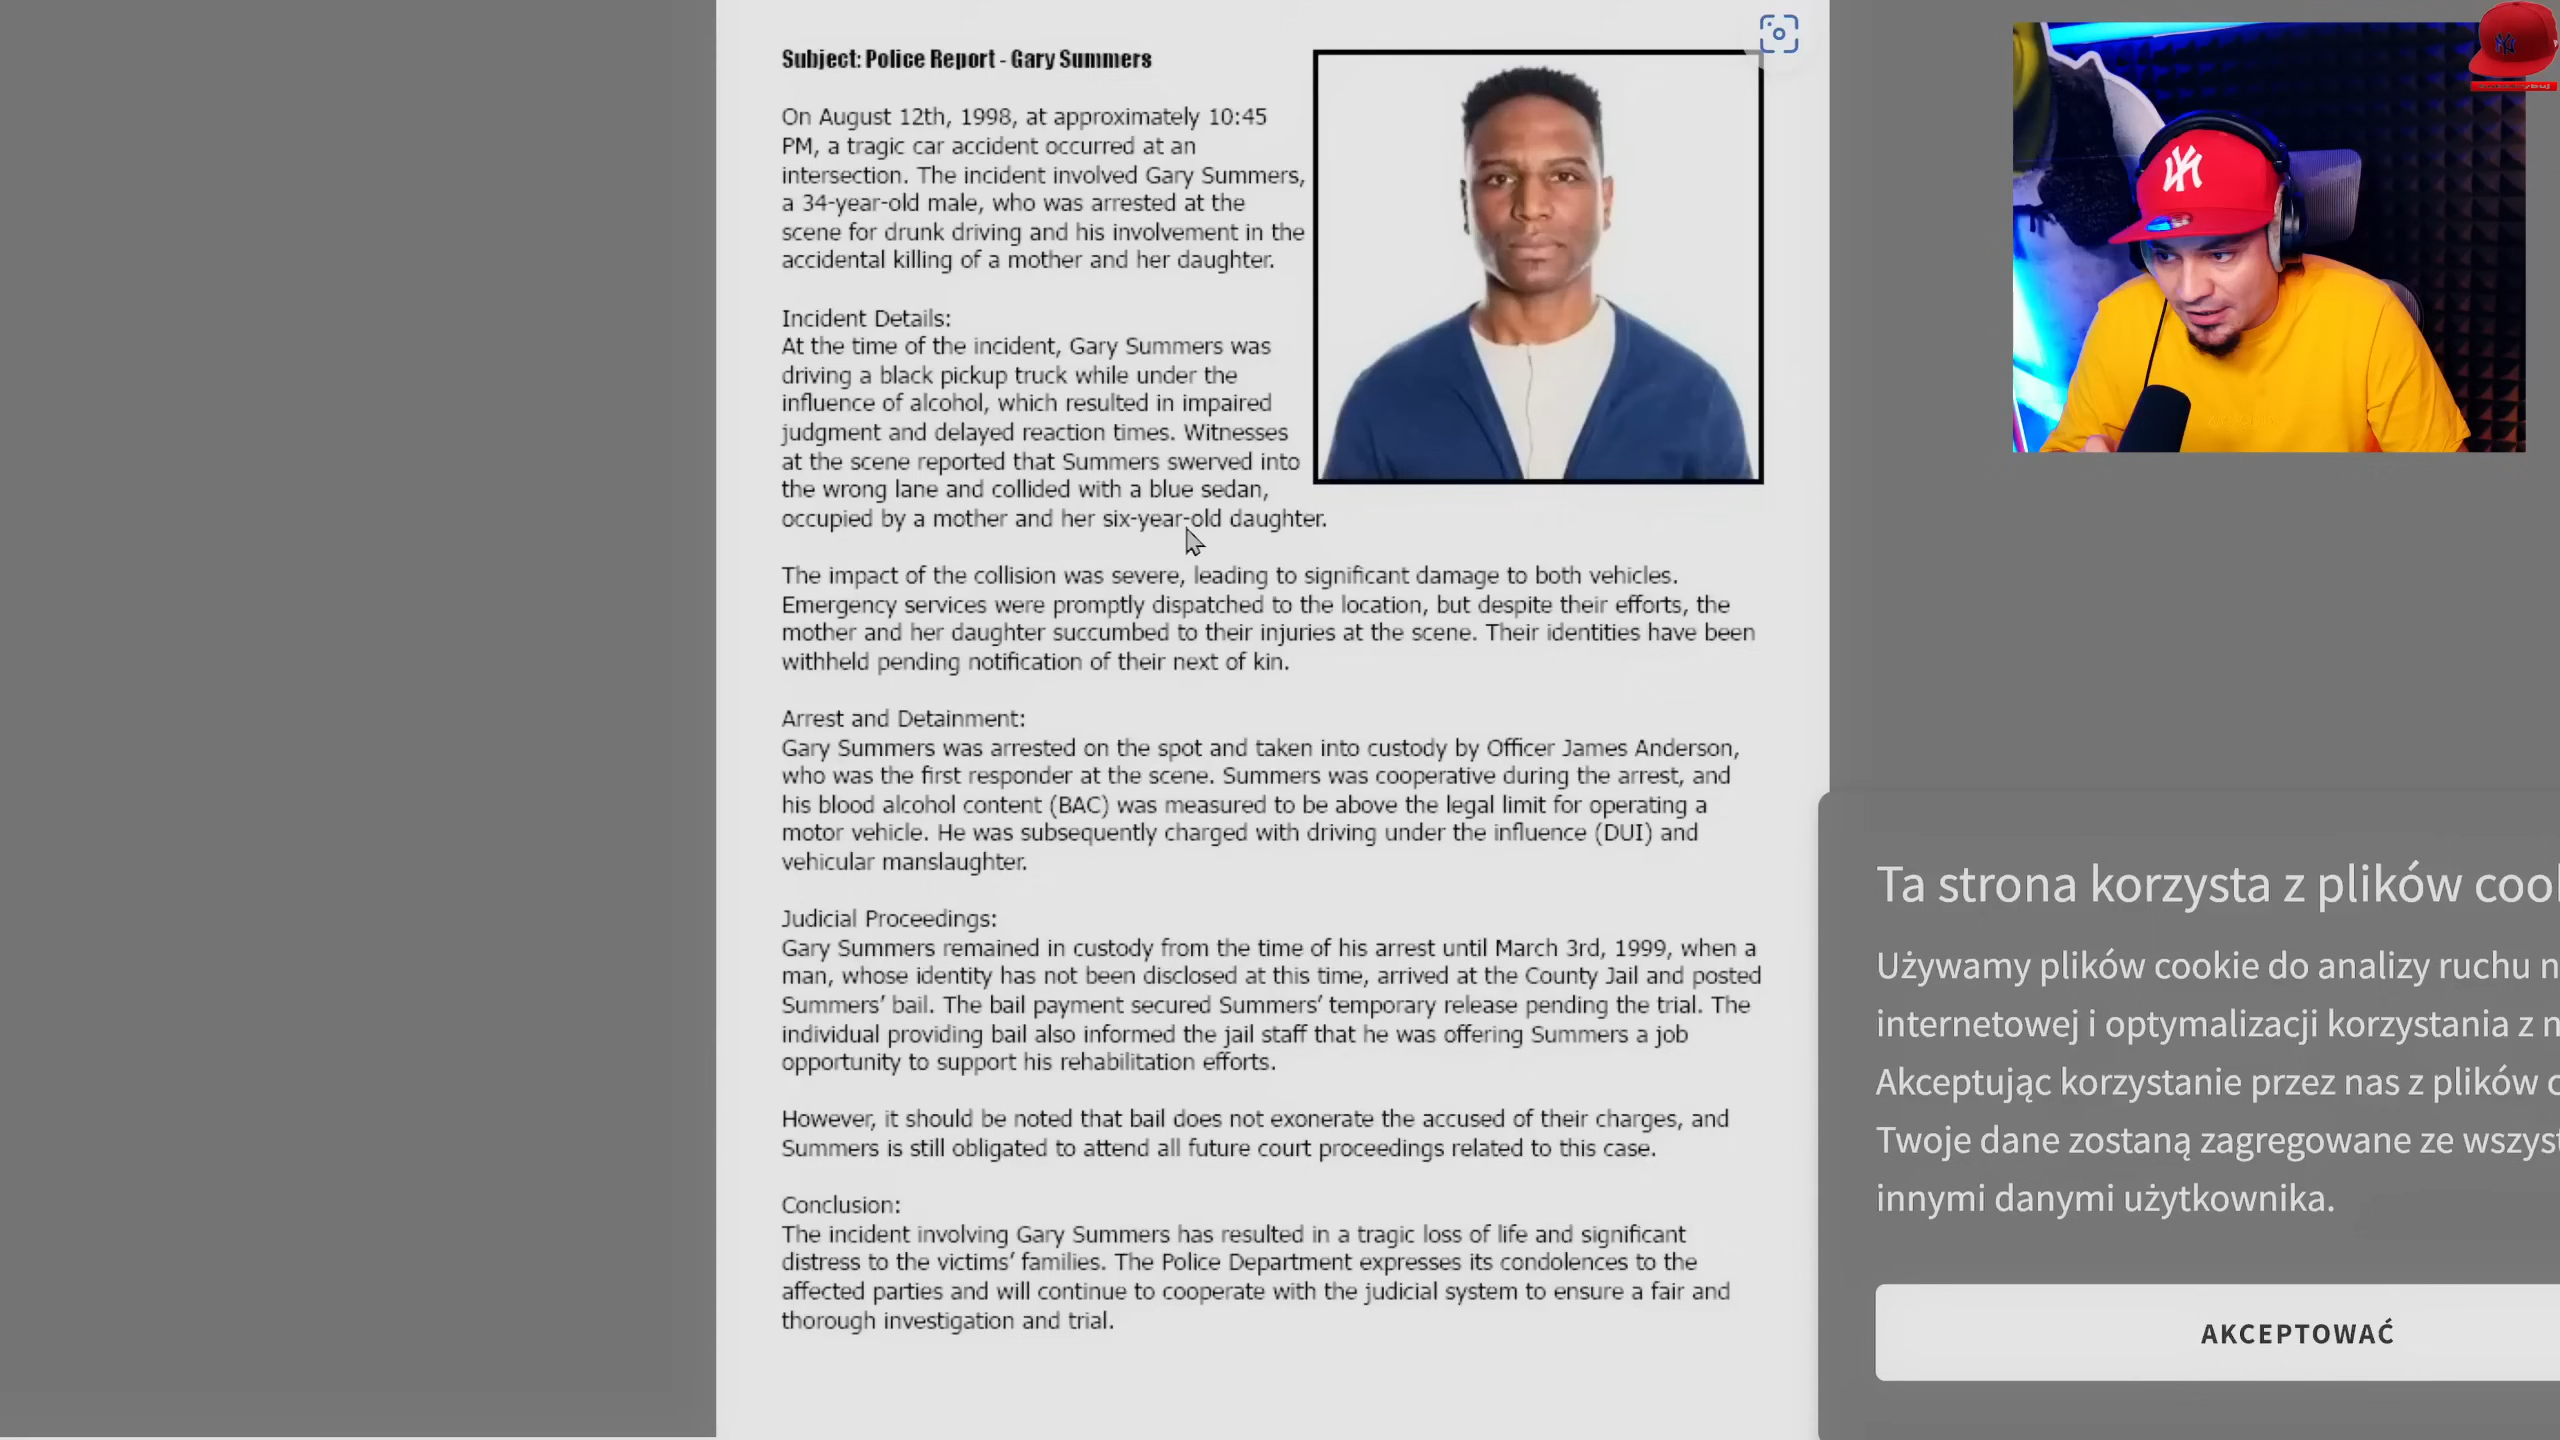 Subject: Police Report - Gary Summers
On August 12th, 1998, at approximately 10:45
PM, a tragic car accident occurred at an
intersection. The incident involved Gary Summers,
a 34-year-old male, who was arrested at the
scene for drunk driving and his involvement in the
accidental killing of a mother and her daughter.
Incident Details:
At the time of the incident, Gary Summers was
driving a black pickup truck while under the
influence of alcohol, which resulted in impaired
judgment and delayed reaction times. Witnesses
at the scene reported that Summers swerved into
the wrong lane and collided with a blue sedan,
occupied by a mother and her six-year-old daughter.
The impact of the collision was severe, leading to significant damage to both vehicles.
Emergency services were promptly dispatched to the location, but despite their efforts, the
mother and her daughter succumbed to their injuries at the scene. Their identities have been
withheld pending notification of their next of kin.
Arrest and Detainment:
Gary Summers was arrested on the spot and taken into custody by Officer James Anderson,
who was the first responder at the scene. Summers was cooperative during the arrest, and
his blood alcohol content (BAC) was measured to be above the legal limit for operating a
motor vehicle. He was subsequently charged with driving under the influence (DUI) and
vehicular manslaughter.
Judicial Proceedings:
Gary Summers remained in custody from the time of his arrest until March 3rd, 1999, when a
man, whose identity has not been disclosed at this time, arrived at the County Jail and posted
Summers’ bail. The bail payment secured Summers’ temporary release pending the trial. The
individual providing bail also informed the jail staff that he was offering Summers a job
opportunity to support his rehabilitation efforts.
However, it should be noted that bail does not exonerate the accused of their charges, and
Summers is still obligated to attend all future court proceedings related to this case.
Conclusion:
The incident involving Gary Summers has resulted in a tragic loss of life and significant
distress to the victims’ families. The Police Department expresses its condolences to the
affected parties and will continue to cooperate with the judicial system to ensure a fair and
thorough investigation and trial.
NY
Ta strona korzysta z plików cook
Używamy plików cookie do analizy ruchu n
internetowej i optymalizacji korzystania z n
Akceptując korzystanie przez nas z plików c
Twoje dane zostaną zagregowane ze wszyst
innymi danymi użytkownika.
AKCEPTOWAĆ